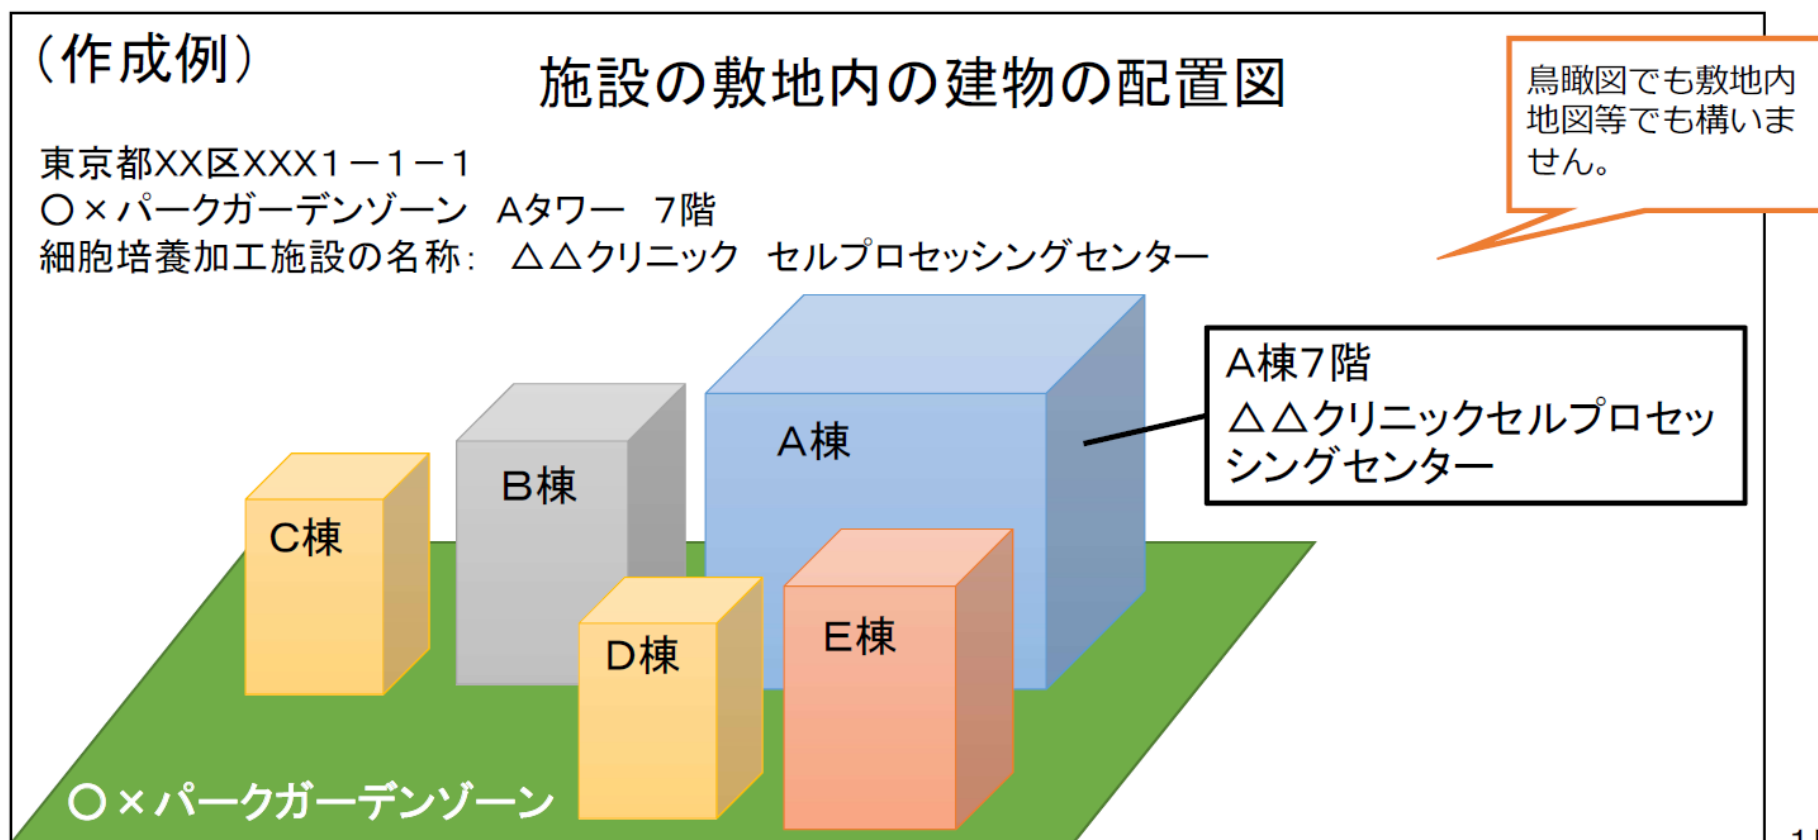 （作成例）
施設の敷地内の建物の配置図
鳥瞰図でも敷地内
地図等でも構いま
せん。
東京都XX区XXX１－１－１
〇×パークガーデンゾーン　Aタワー　7階
細胞培養加工施設の名称：　△△クリニック　セルプロセッシングセンター
A棟7階
△△クリニックセルプロセッ
シングセンター
A棟
B棟
C棟
D棟
E棟
〇×パークガーデンゾーン